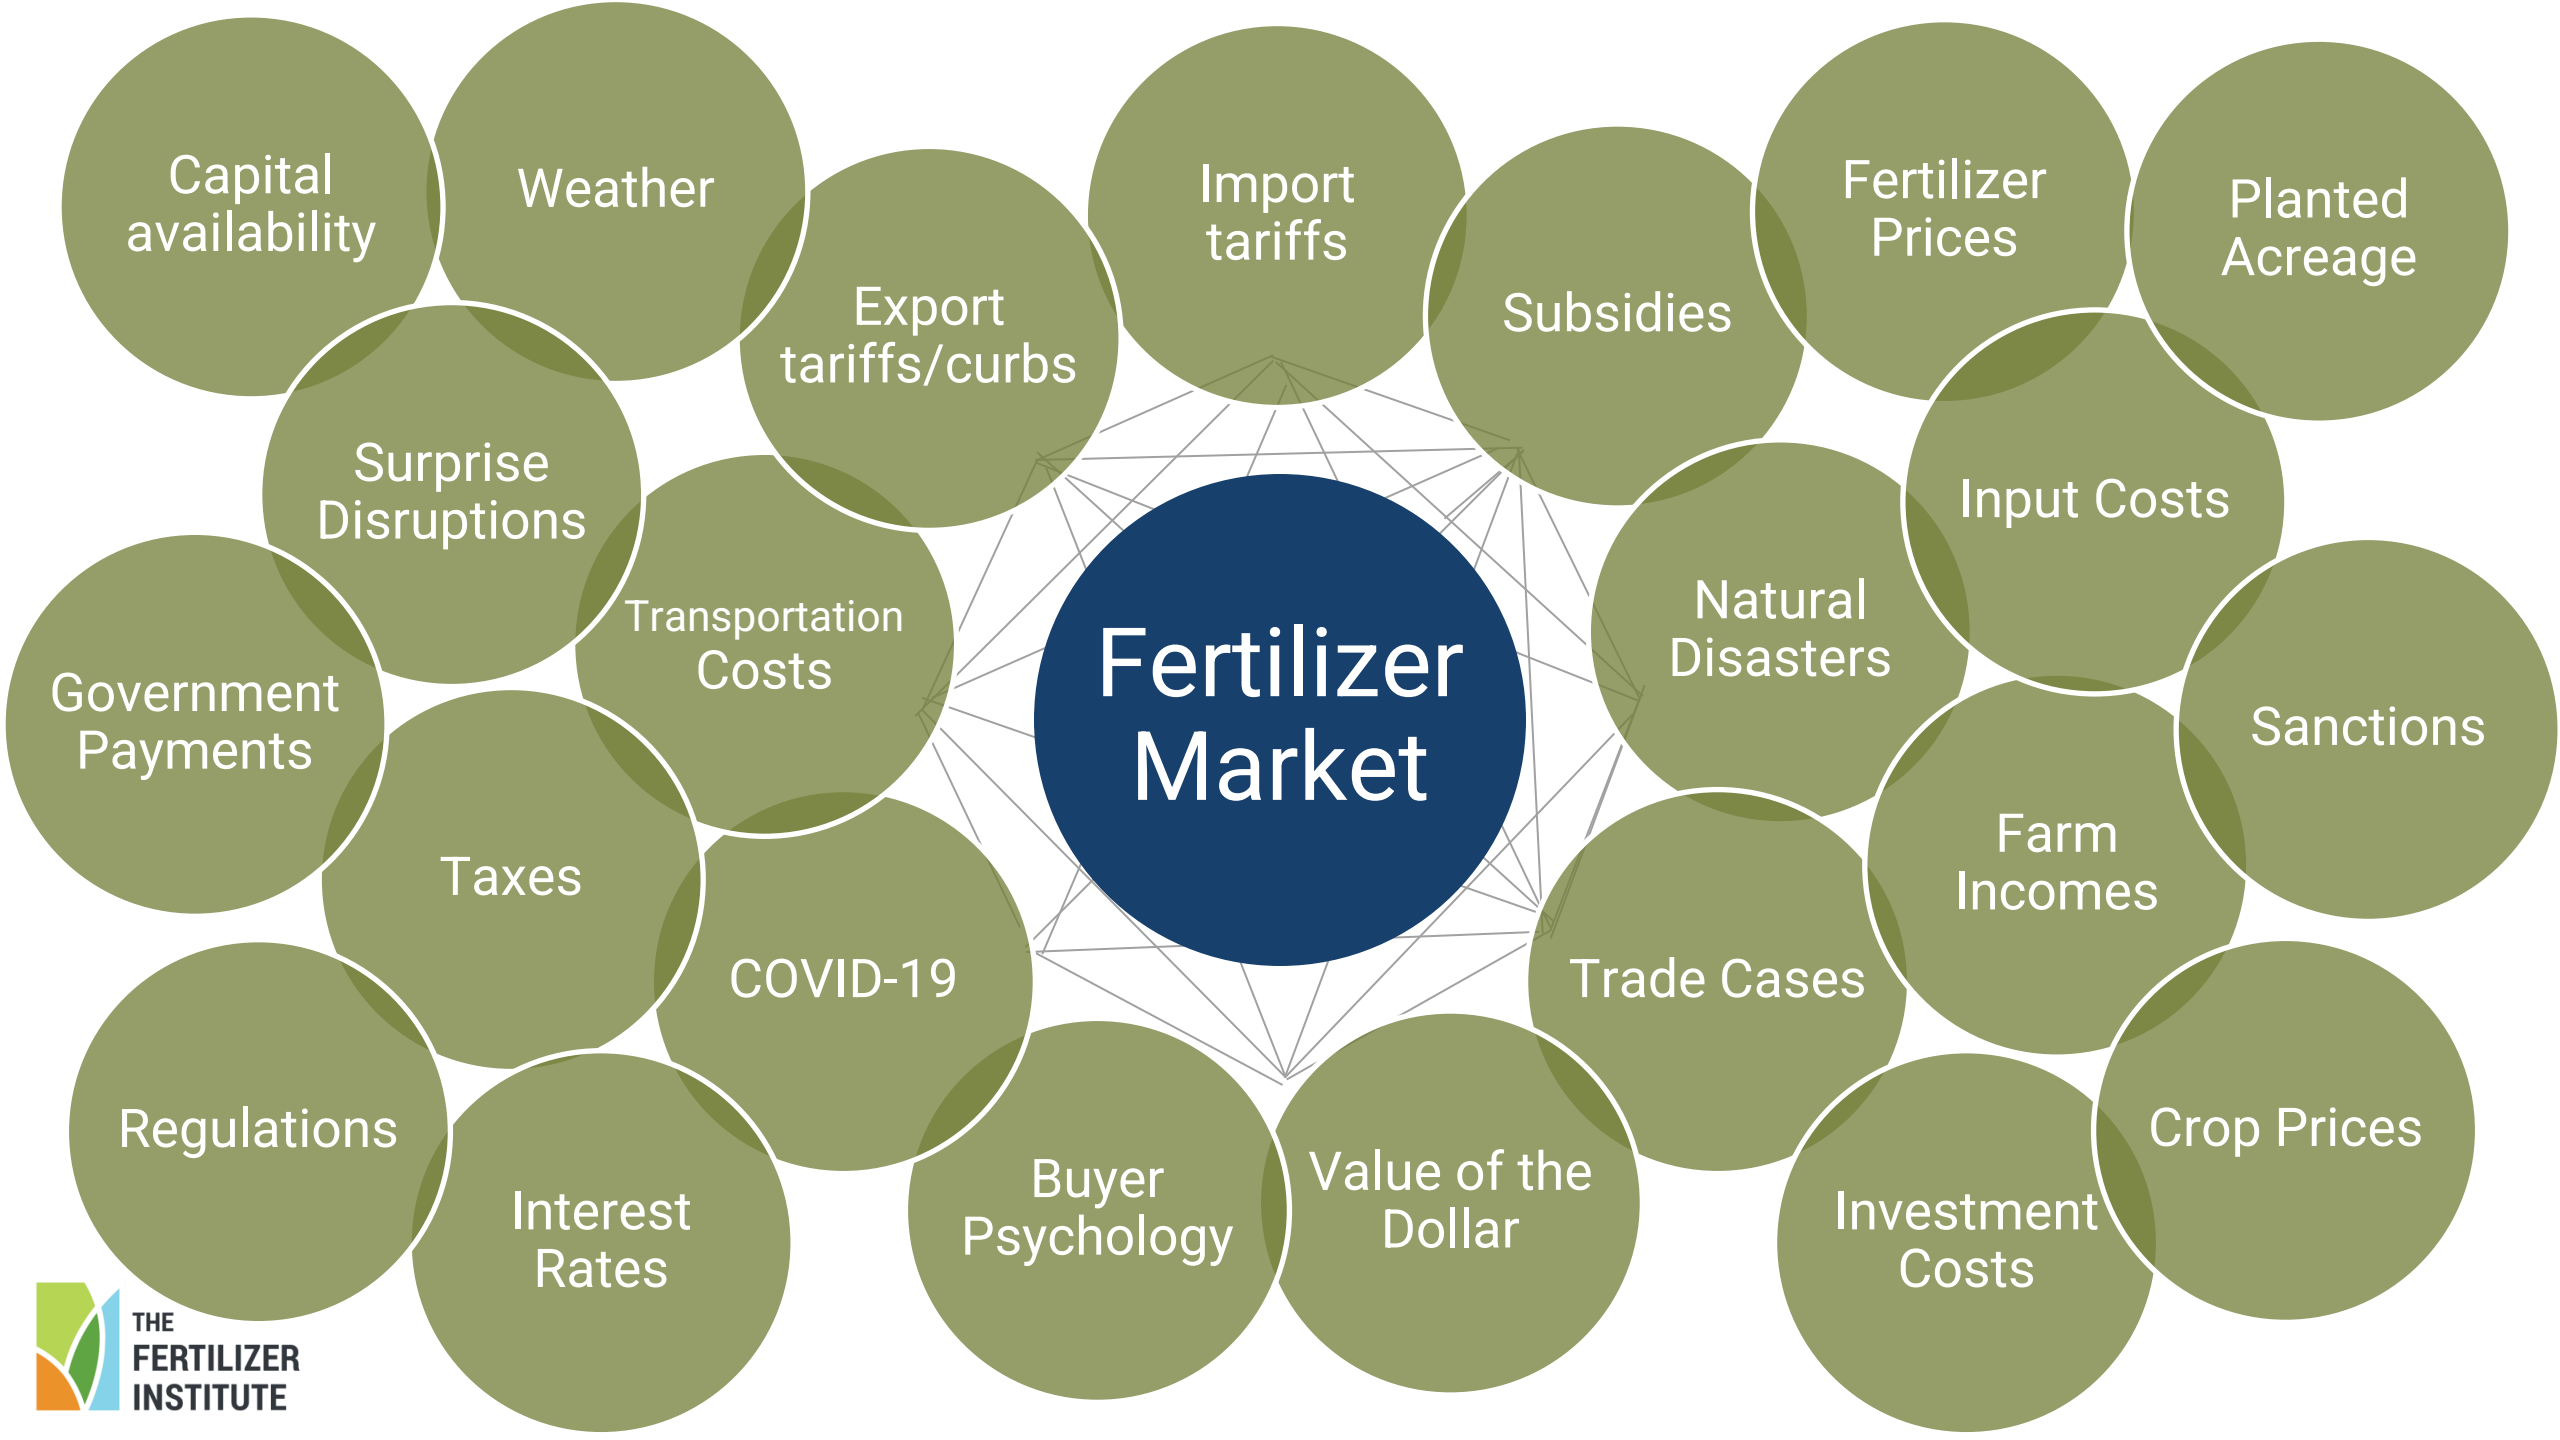 Capital
availability
Weather
Export
tariffs/curbs
Import
tariffs
Subsidies
Fertilizer
Prices
Planted
Acreage
Surprise
Disruptions
Input Costs
Transportation
Costs
Natural
Disasters
Government
Payments
Fertilizer
Market
Sanctions
Taxes
Farm
Incomes
COVID-19
Trade Cases
Regulations
Interest
Rates
Buyer
Psychology
Value of the
Dollar
Investment
Costs
Crop Prices
THE
FERTILIZER
INSTITUTE